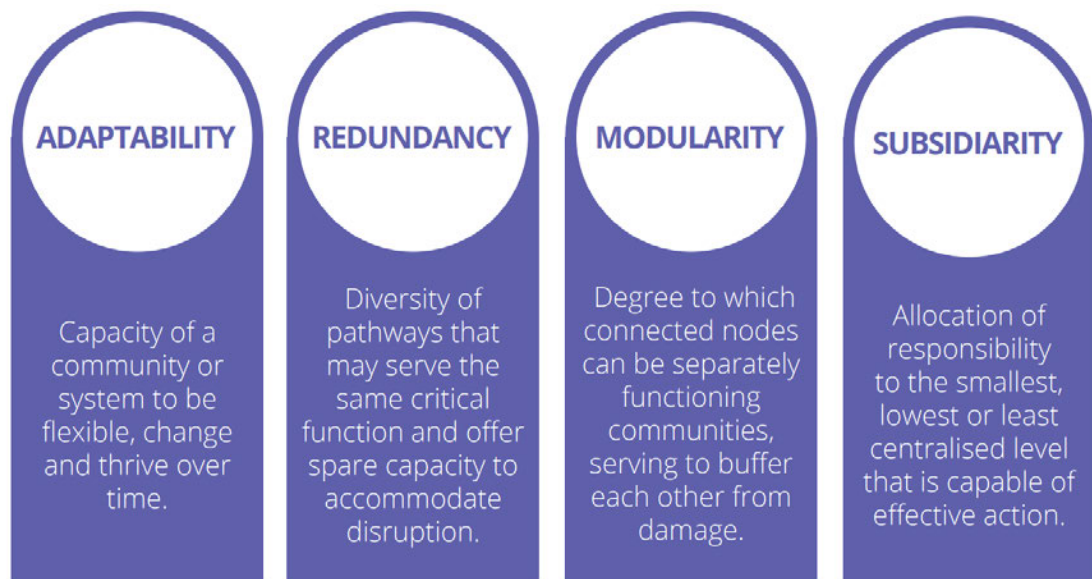 ADAPTABILITY
Capacity of a
community or
system to be
flexible, change
and thrive over
time.
REDUNDANCY
Diversity of
pathways that
may serve the
same critical
function and offer
spare capacity to
accommodate
disruption.
MODULARITY
Degree to which
connected nodes
can be separately
functioning
communities,
serving to buffer
each other from
damage.
SUBSIDIARITY
Allocation of
responsibility
to the smallest,
lowest or least
centralised level
that is capable of
effective action.